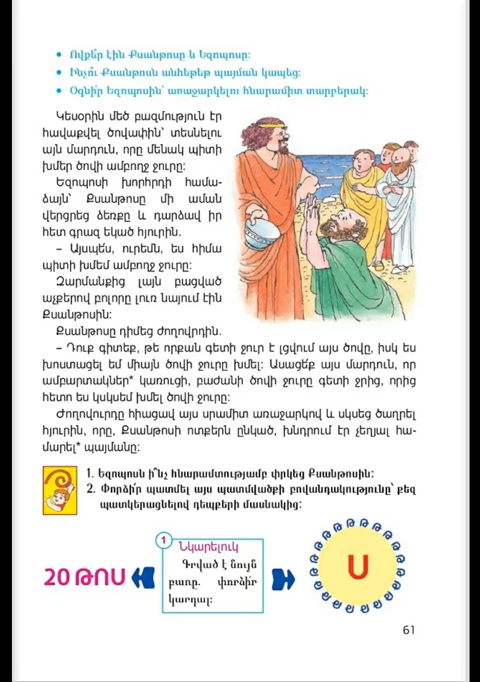 • Ովքե՞ր էին Քսանթոսը և Եզոպոսը։
• Ինչո՞ւ Քսանթոսն անհեթեթ պայման կապեց։
• Օգնի՛ր Եզոպոսին՝ առաջարկելու հնարամիտ տարբերակ։
Կեսօրին մեծ բազմություն էր
հավաքվել ծովափին՝ տեսնելու
այն մարդուն, որը մենակ պիտի
խմեր ծովի ամբողջ ջուրը։
Եզոպոսի խորհրդի համա-
ձայն՝ Քսանթոսը մի աման
վերցրեց ձեռքը և դարձավ իր
հետ գրազ եկած հյուրին.
– Այսպես, ուրեմն, ես հիմա
պիտի խմեմ ամբողջ ջուրը։
Զարմանքից լայն բացված
աչքերով բոլորը լուռ նայում էին
Քսանթոսին։
Քսանթոսը դիմեց ժողովրդին.
– Դուք գիտեք, թե որքան գետի ջուր է լցվում այս ծովը, իսկ ես
խոստացել եմ միայն ծովի ջուրը խմել։ Ասացե՛ք այս մարդուն, որ
ամբարտակներ* կառուցի, բաժանի ծովի ջուրը գետի ջրից, որից
հետո ես կսկսեմ խմել ծովի ջուրը։
Ժողովուրդը հիացավ այս սրամիտ առաջարկով և սկսեց ծաղրել
հյուրին, որը, Քսանթոսի ոտքերն ընկած, խնդրում էր չեղյալ հա-
մարել* պայմանը։
1. Եզոպոսն ի՞նչ հնարամտությամբ փրկեց Քսանթոսին։
2. Փորձի՛ր պատմել այս պատմվածքի բովանդակությունը՝ քեզ
պատկերացնելով դեպքերի մասնակից։
1
Նկարելուկ
Գրված է նույն
բառը. փորձի՛ր
կարդալ։
20 ԹՈՍ
Ս
61